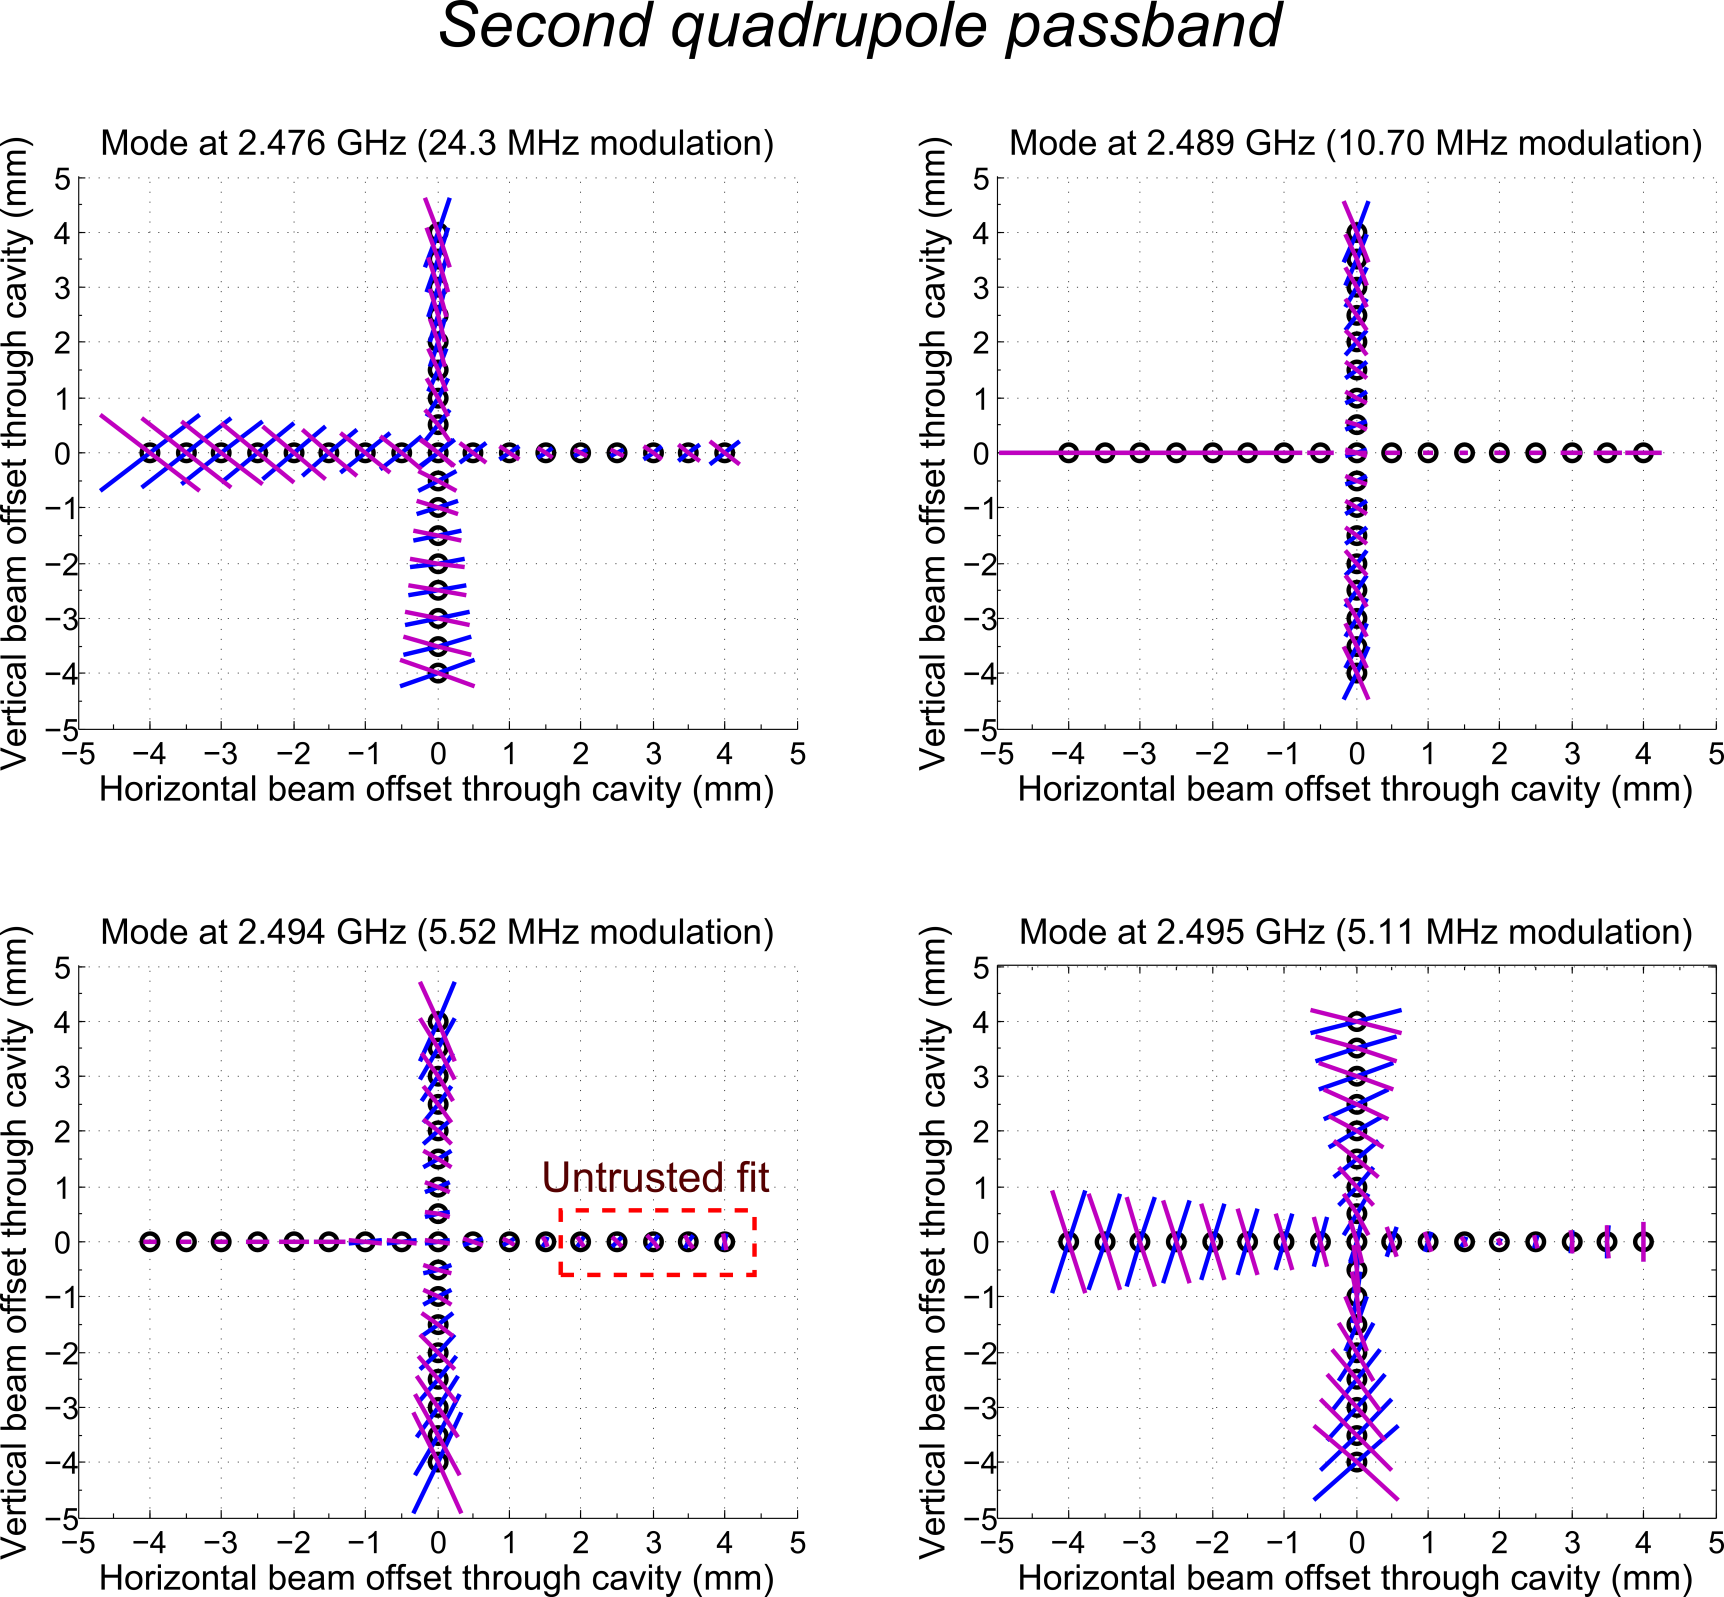 Second quadrupole passband
Mode at 2.476 GHz (24.3 MHz modulation)
Vertical beam offset through cavity (mm)
5
4
3
2
1
0
−1
−2
−3
−4
−5
−5 −4 −3 −2 −1 0 1 2 3 4 5
Horizontal beam offset through cavity (mm)
Mode at 2.489 GHz (10.70 MHz modulation)
Vertical beam offset through cavity (mm)
5
4
3
2
1
0
−1
−2
−3
−4
−5
−5 −4 −3 −2 −1 0 1 2 3 4 5
Horizontal beam offset through cavity (mm)
Mode at 2.494 GHz (5.52 MHz modulation)
Vertical beam offset through cavity (mm)
5
4
3
2
1
0
−1
−2
−3
−4
−5
Untrusted fit
−5 −4 −3 −2 −1 0 1 2 3 4 5
Horizontal beam offset through cavity (mm)
Mode at 2.495 GHz (5.11 MHz modulation)
Vertical beam offset through cavity (mm)
5
4
3
2
1
0
−1
−2
−3
−4
−5
−5 −4 −3 −2 −1 0 1 2 3 4 5
Horizontal beam offset through cavity (mm)